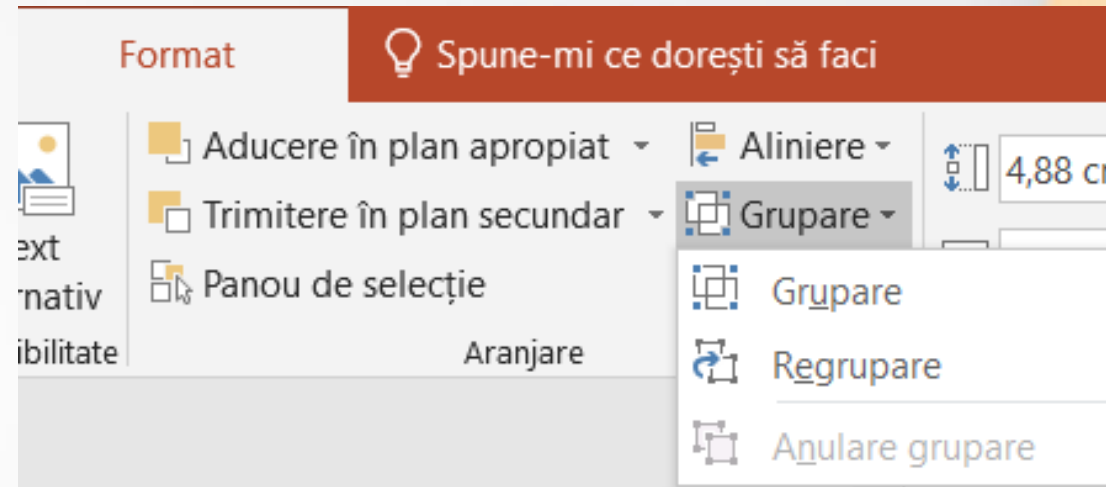 Format Spune-mi ce dorești să faci
Aducere în plan apropiat Aliniere
4,88 c
Trimitere în plan secundar Grupare
ext
Panou de selecție
rnativ
Grupare
ibilitate
Aranjare
Regrupare
Anulare grupare